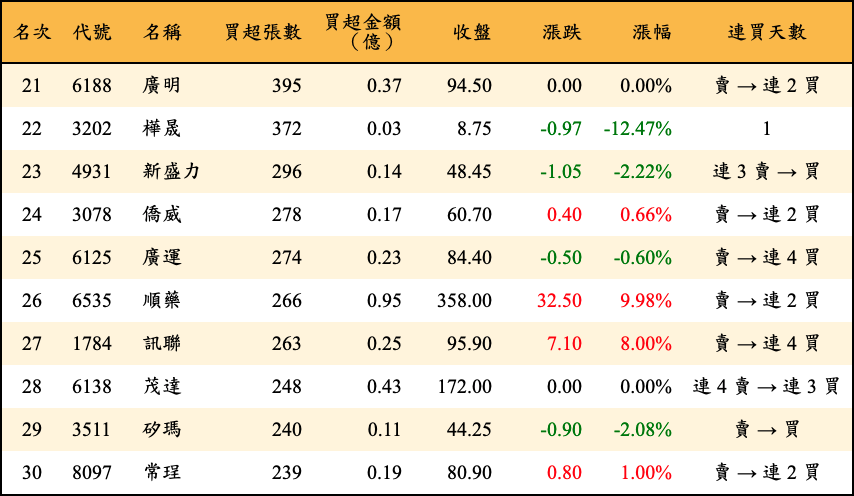 名次 代號 名稱 買超張數 買超金額（億） 收盤 漲跌 漲幅 連買天數
21 6188 廣明 395 0.37 94.50 0.00 0.00% 賣 → 連 2 買
22 3202 樺晟 372 0.03 8.75 -0.97 -12.47% 1
23 4931 新盛力 296 0.14 48.45 -1.05 -2.22% 連 3 賣 → 買
24 3078 僑威 278 0.17 60.70 0.40 0.66% 賣 → 連 2 買
25 6125 廣運 274 0.23 84.40 -0.50 -0.60% 賣 → 連 4 買
26 6535 順藥 266 0.95 358.00 32.50 9.98% 賣 → 連 2 買
27 1784 訊聯 263 0.25 95.90 7.10 8.00% 賣 → 連 4 買
28 6138 茂達 248 0.43 172.00 0.00 0.00% 連 4 賣 → 連 3 買
29 3511 矽瑪 240 0.11 44.25 -0.90 -2.08% 賣 → 買
30 8097 常珵 239 0.19 80.90 0.80 1.00% 賣 → 連 2 買